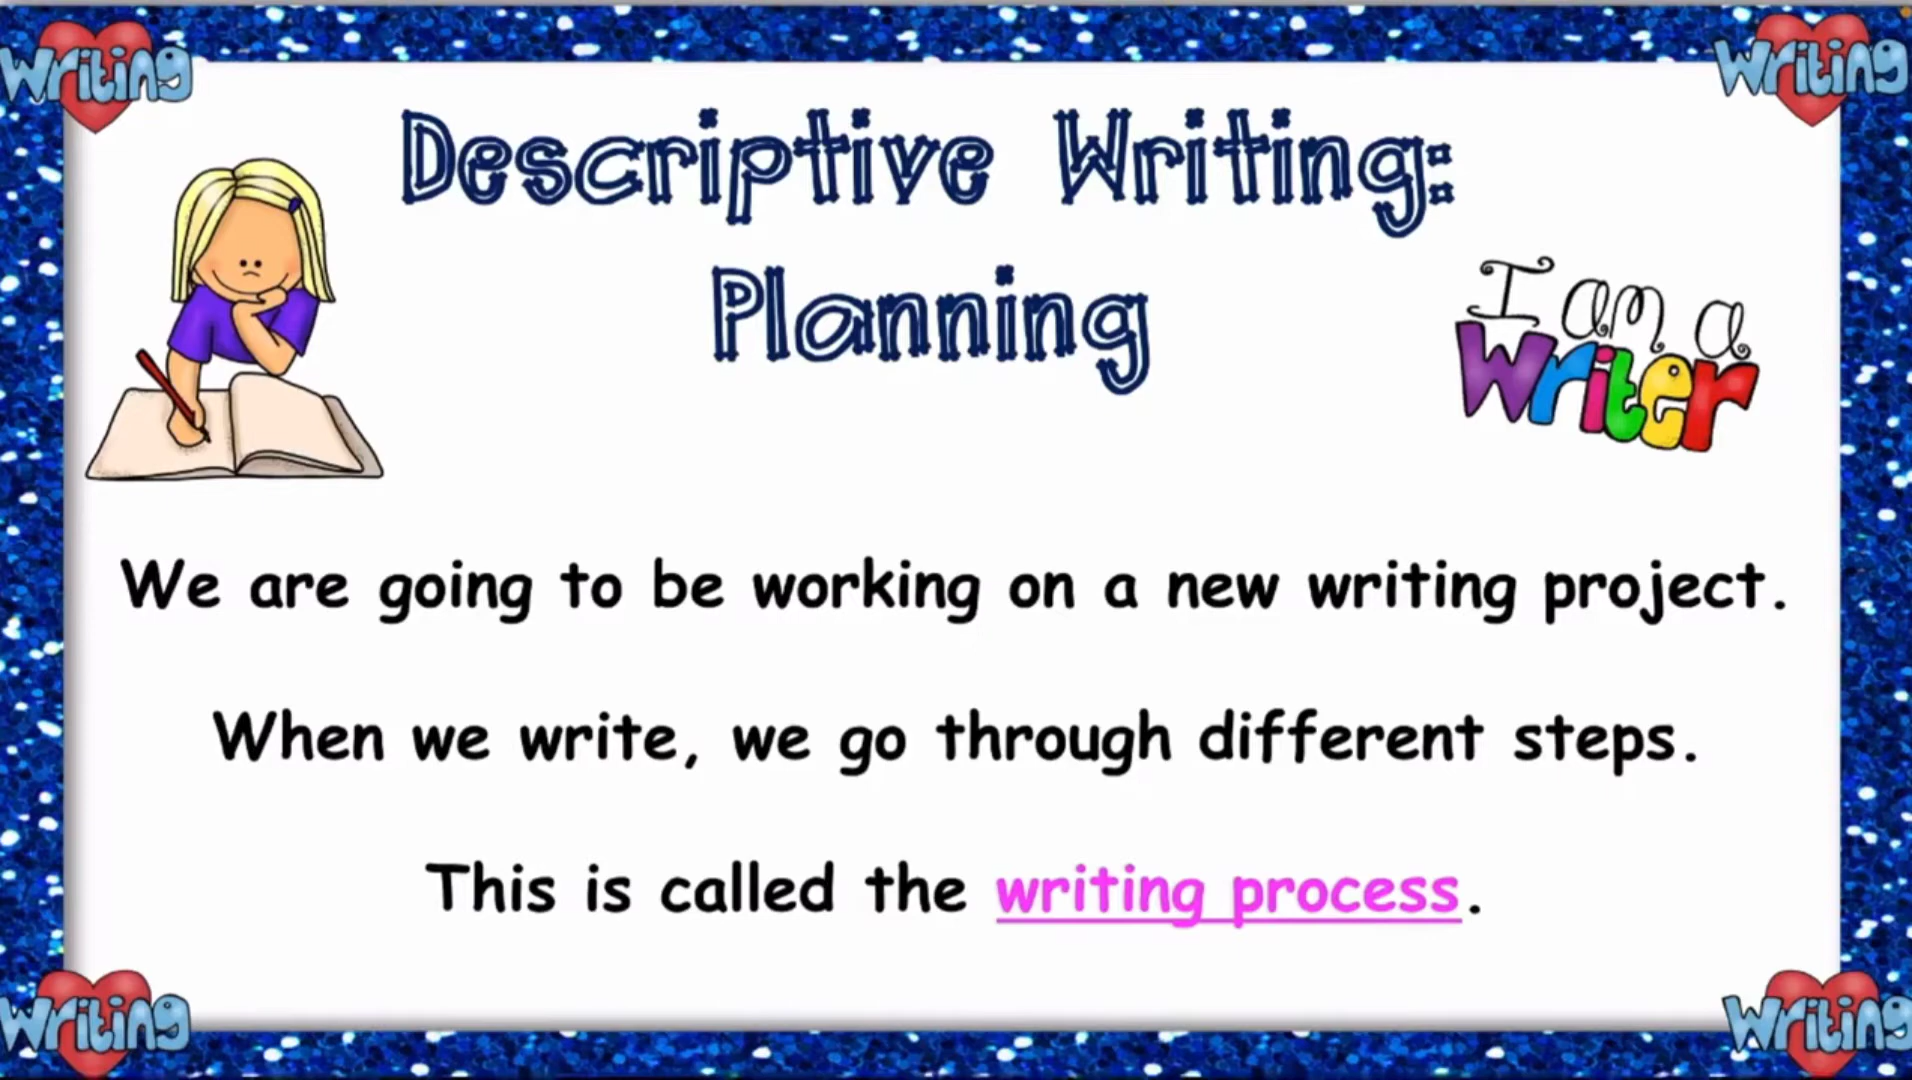 Writing
Writing
Descriptive Writing:
Planning
I am a
Writer
We are going to be working on a new writing project.
When we write, we go through different steps.
This is called the writing process.
Writing
Writing